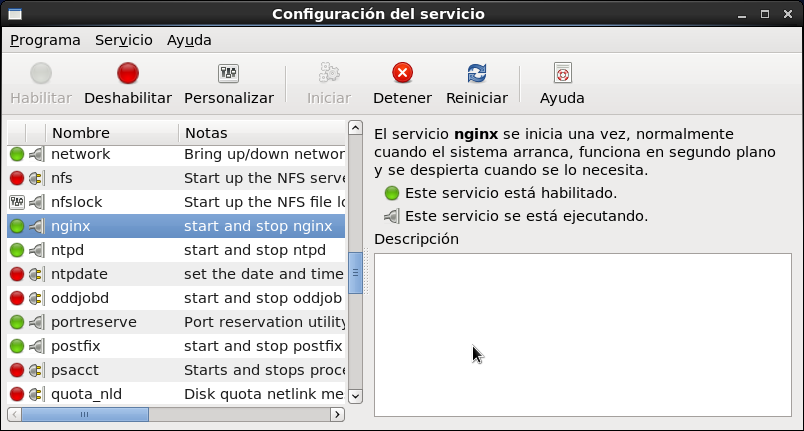 Configuración del servicio
Programa Servicio Ayuda
Habilitar Deshabilitar Personalizar Iniciar Detener Reiniciar Ayuda
Nombre Notas
network Bring up/down networ
nfs Start up the NFS serve
nfslock Start up the NFS file lo
nginx start and stop nginx
ntpd start and stop ntpd
ntpdate set the date and time
oddjobd start and stop oddjob
portreserve Port reservation utility
postfix start and stop postfix
psacct Starts and stops proce
quota_nld Disk quota netlink me
El servicio nginx se inicia una vez, normalmente
cuando el sistema arranca, funciona en segundo plano
y se despierta cuando se lo necesita.
Este servicio está habilitado.
Este servicio se está ejecutando.
Descripción